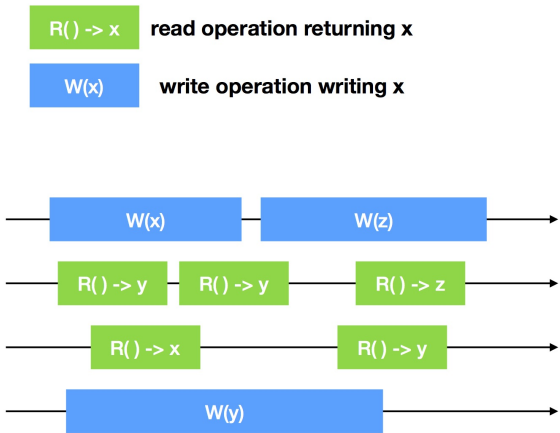 R( ) -> x read operation returning x
W(x) write operation writing x
W(x) W(z)
R( ) -> y R( ) -> y R( ) -> z
R( ) -> x R( ) -> y
W(y)